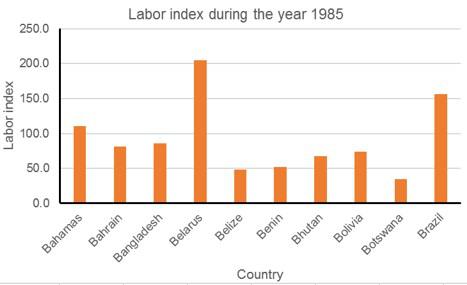 Labor index during the year 1985
250.0
200.0
150.0
100.0
50.0
0.0
Labor index
Bahamas
Bahrain
Bangladesh
Belarus
Belize
Benin
Bhutan
Bolivia
Botswana
Brazil
Country